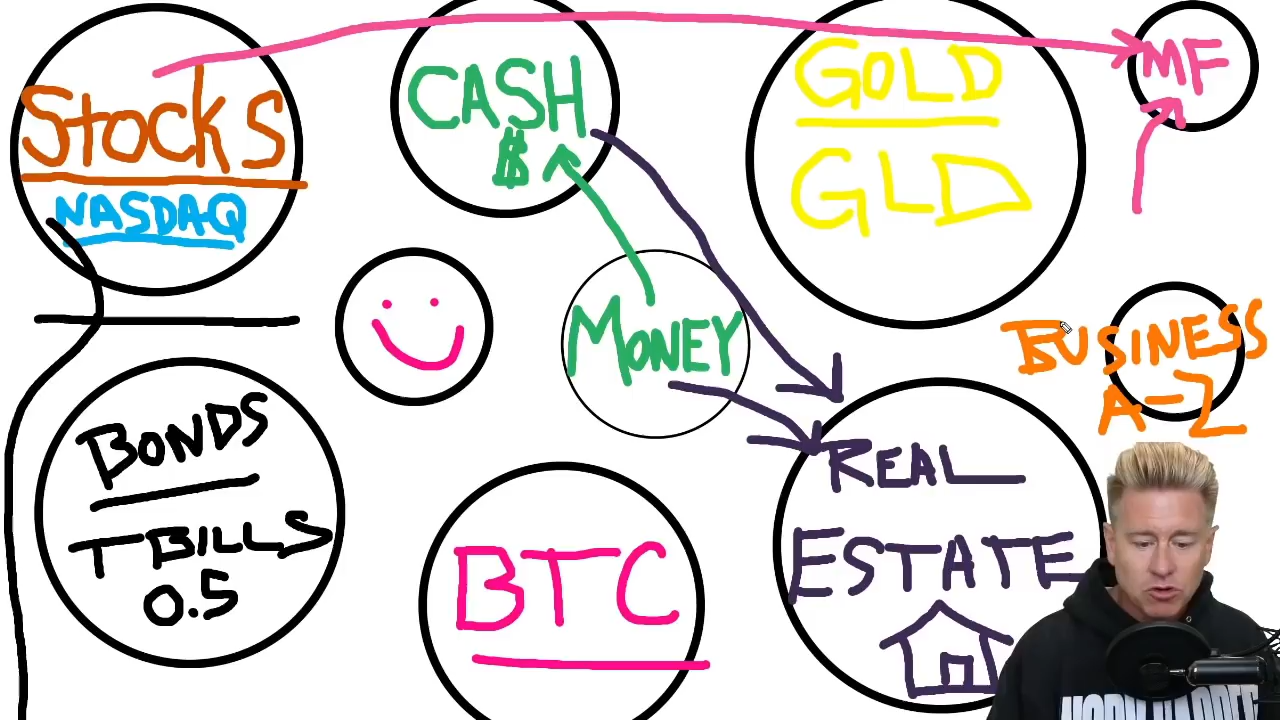 Stocks
NASDAQ
CASH
$
GOLD
GLD
MF
MONEY
BUSINESS
A-Z
BONDS
T BILLS
0.5
BTC
REAL
ESTATE